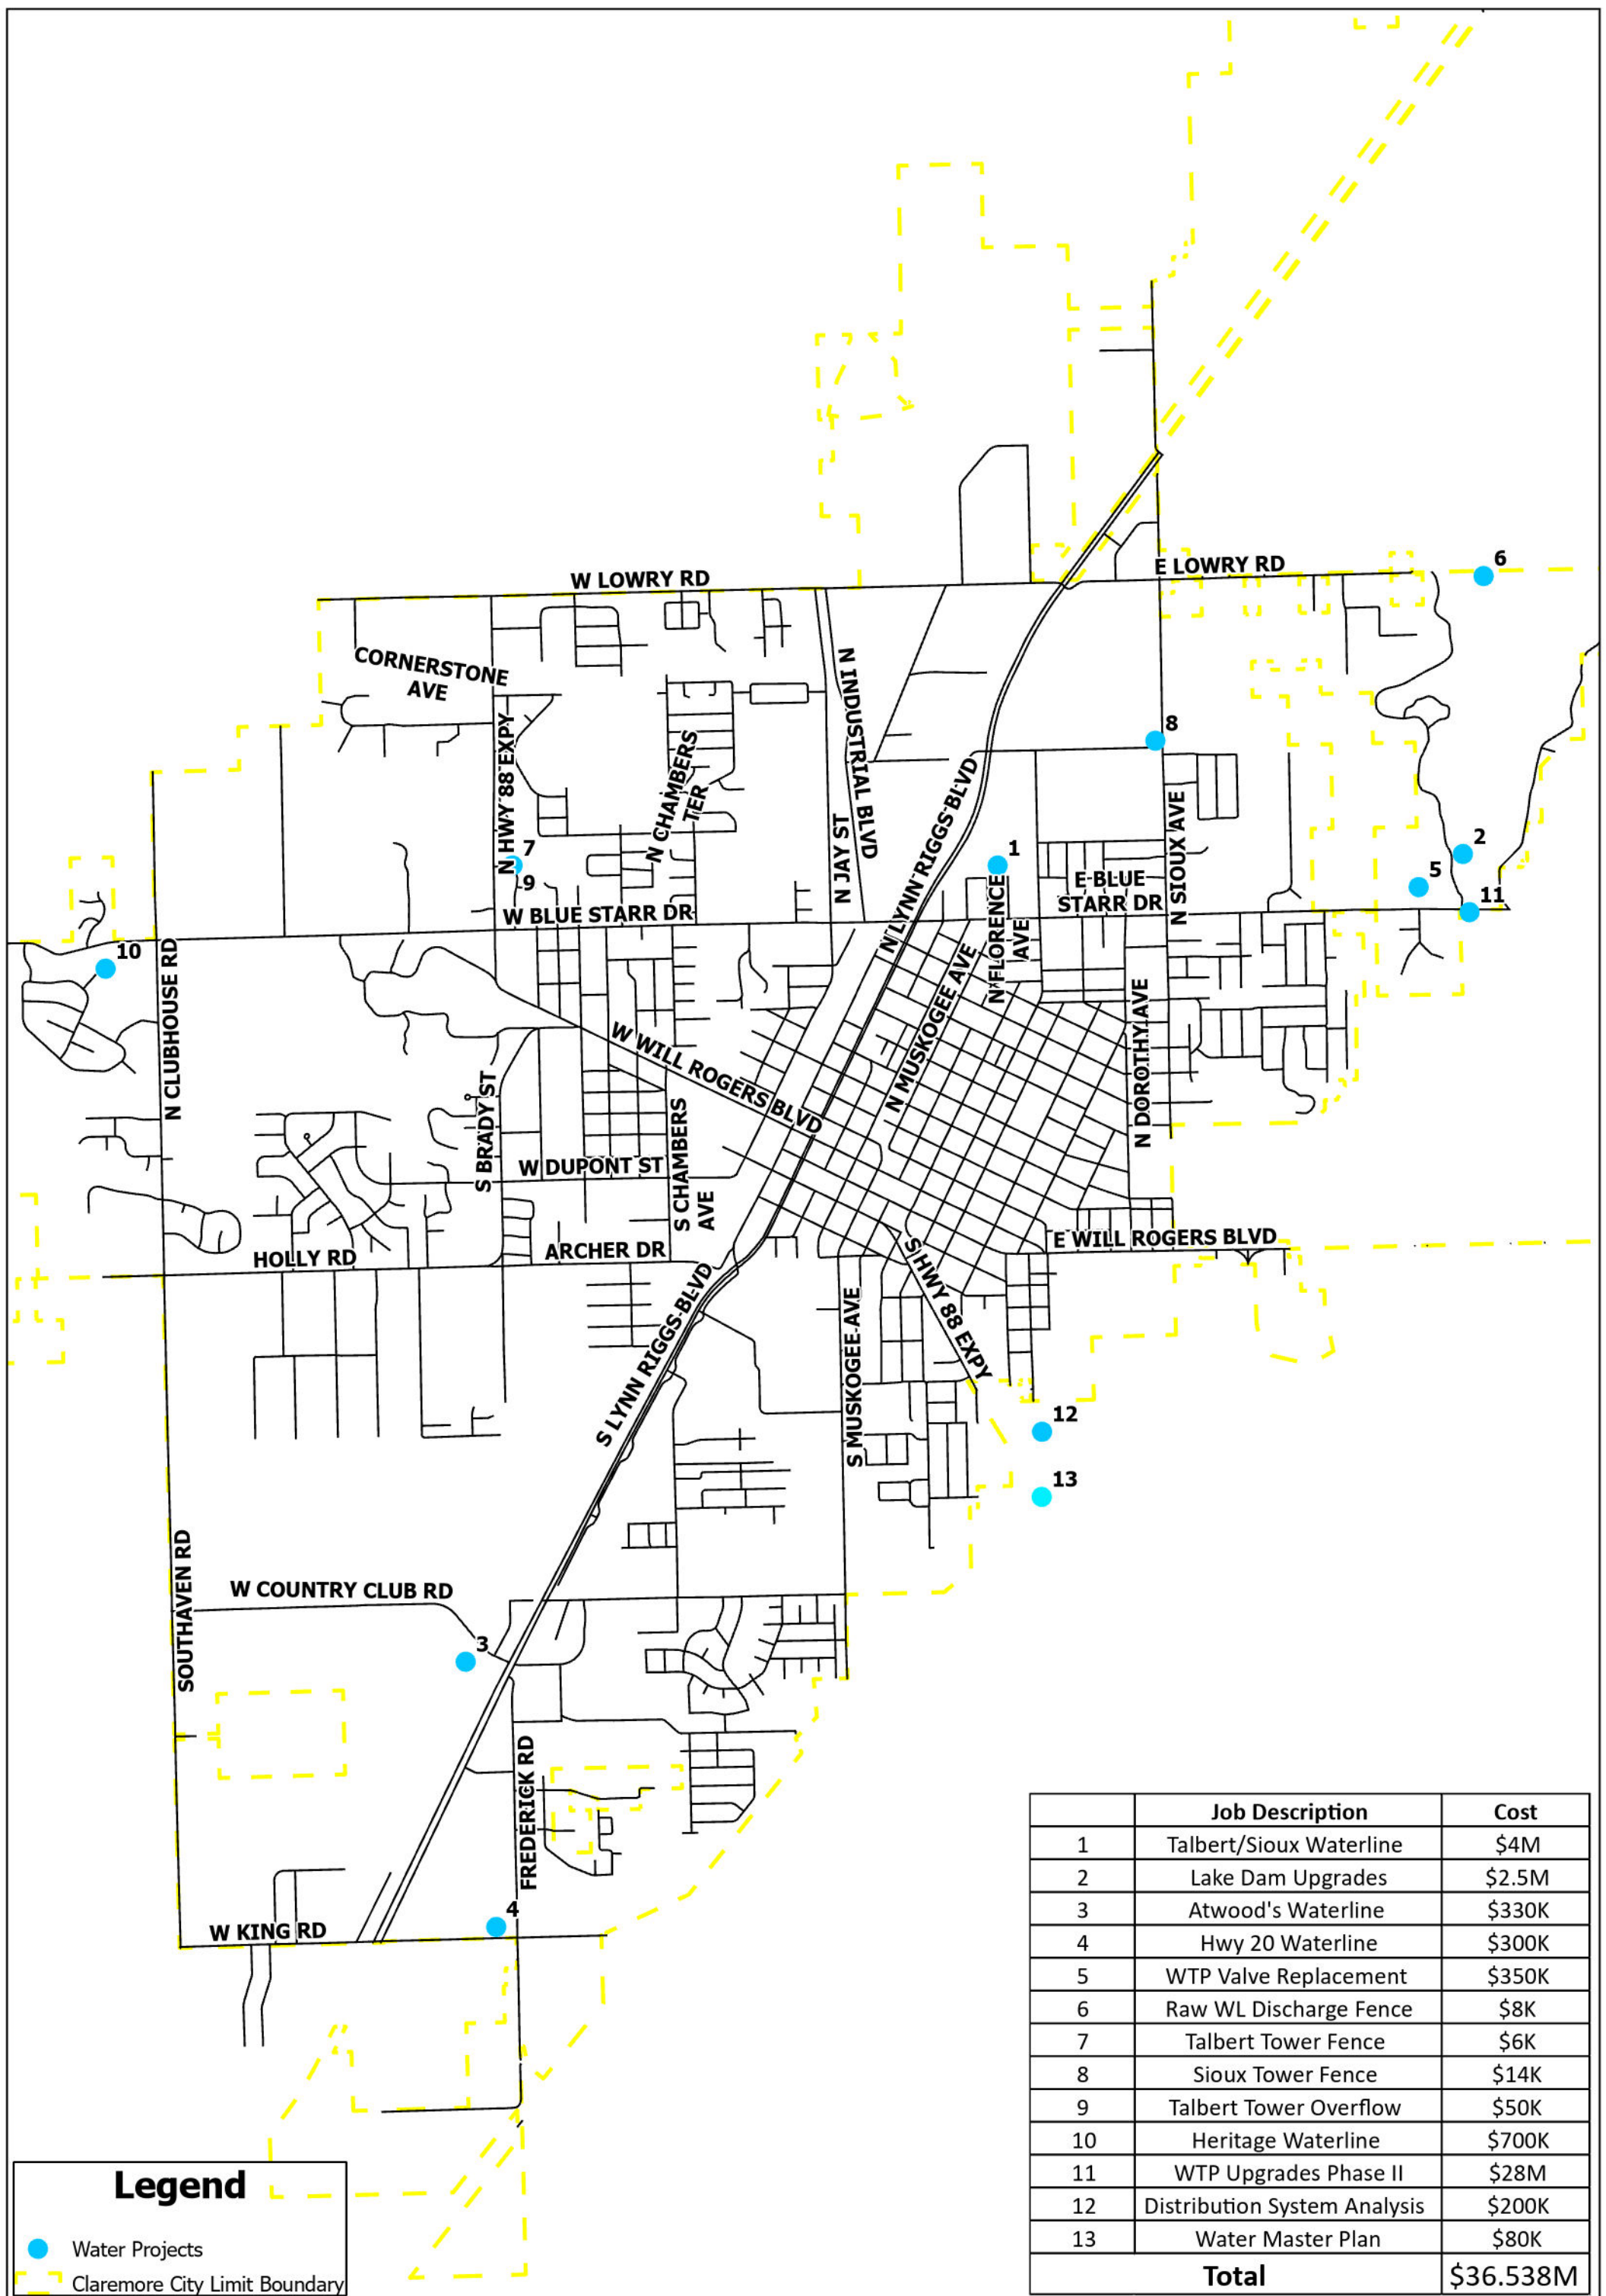 W LOWRY RD
E LOWRY RD
6
CORNERSTONE
AVE
N INDUSTRIAL BLVD
N HWY 88 EXPY
N CHAMBERS
TER
8
N LYNN RIGGS BLVD
N SIOUX AVE
N JAY ST
7
9
1
2
5
11
E BLUE
STARR DR
W BLUE STARR DR
N FLORENCE
AVE
10
N CLUBHOUSE RD
N MUSKOGEE AVE
N DOROTHY AVE
W WILL ROGERS BLVD
S BRADY ST
S CHAMBERS
AVE
W DUPONT ST
HOLLY RD
ARCHER DR
E WILL ROGERS BLVD
S HWY 88 EXPY
S LYNN RIGGS BLVD
S MUSKOGEE AVE
12
13
SOUTHAVEN RD
W COUNTRY CLUB RD
3
FREDERICK RD
4
W KING RD
Job Description Cost
1 Talbert/Sioux Waterline $4M
2 Lake Dam Upgrades $2.5M
3 Atwood's Waterline $330K
4 Hwy 20 Waterline $300K
5 WTP Valve Replacement $350K
6 Raw WL Discharge Fence $8K
7 Talbert Tower Fence $6K
8 Sioux Tower Fence $14K
9 Talbert Tower Overflow $50K
10 Heritage Waterline $700K
11 WTP Upgrades Phase II $28M
12 Distribution System Analysis $200K
13 Water Master Plan $80K
Total $36.538M
Legend
Water Projects
Claremore City Limit Boundary